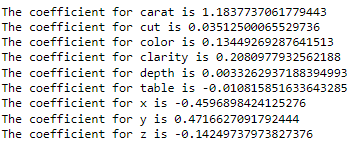 The coefficient for carat is 1.1837737061779443
The coefficient for cut is 0.03512500065529736
The coefficient for color is 0.13449269287641513
The coefficient for clarity is 0.2080977932562188
The coefficient for depth is 0.0033262937188394993
The coefficient for table is -0.010815851633643285
The coefficient for x is -0.4596898424125276
The coefficient for y is 0.4716627091792444
The coefficient for z is -0.14249737973827376